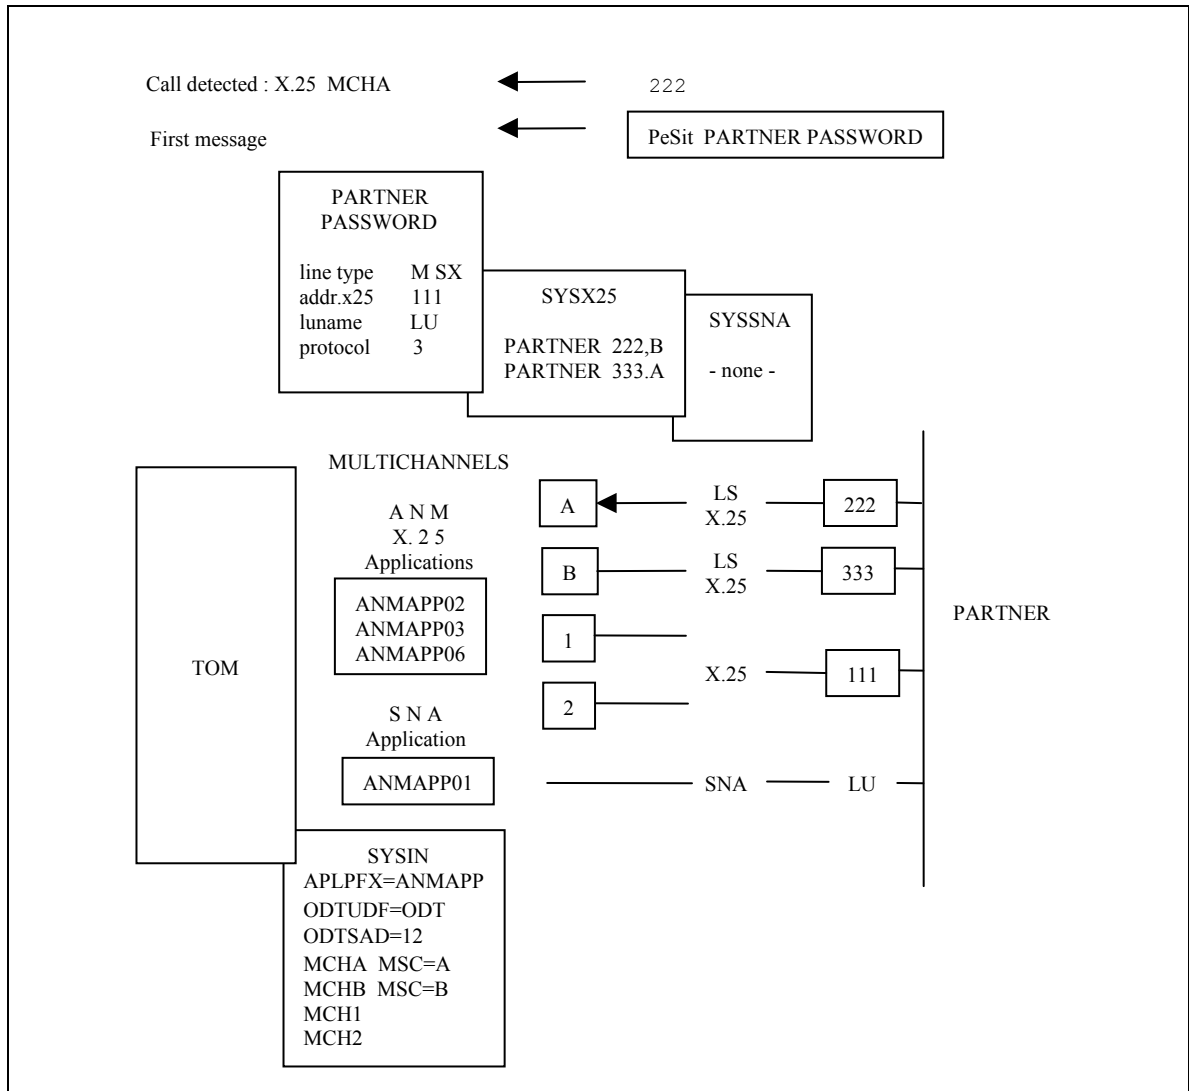 Call detected : X.25 MCHA
222
First message
PeSit PARTNER PASSWORD
PARTNER
PASSWORD
line type M SX
addr.x25 111
luname LU
protocol 3
SYSX25
PARTNER 222,B
PARTNER 333.A
SYSSNA
- none -
MULTICHANNELS
A N M
X. 2 5
Applications
ANMAPP02
ANMAPP03
ANMAPP06
S N A
Application
ANMAPP01
TOM
A
LS
X.25
222
B
LS
X.25
333
1
X.25
111
2
SNA
LU
PARTNER
SYSIN
APLPFX=ANMAPP
ODTUDF=ODT
ODTSAD=12
MCHA MSC=A
MCHB MSC=B
MCH1
MCH2